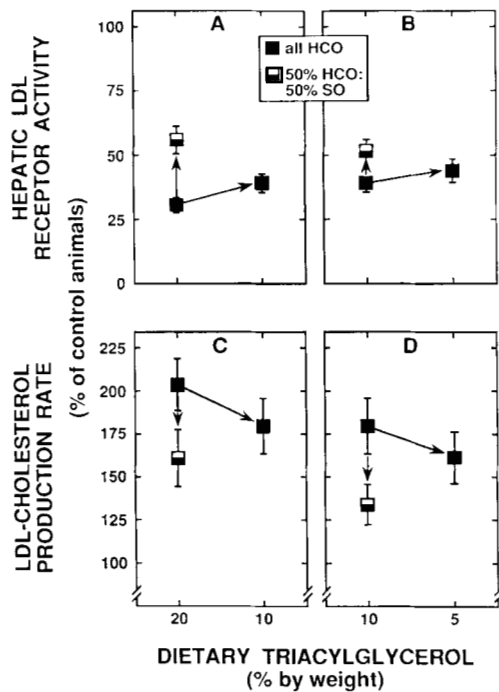 A
B
■ all HCO
50% HCO:
50% SO
HEPATIC LDL
RECEPTOR ACTIVITY
100
75
50
25
0
(% of control animals)
C
D
LDL-CHOLESTEROL
PRODUCTION RATE
225
200
175
150
125
100
20
10
10
5
DIETARY TRIACYLGLYCEROL
(% by weight)